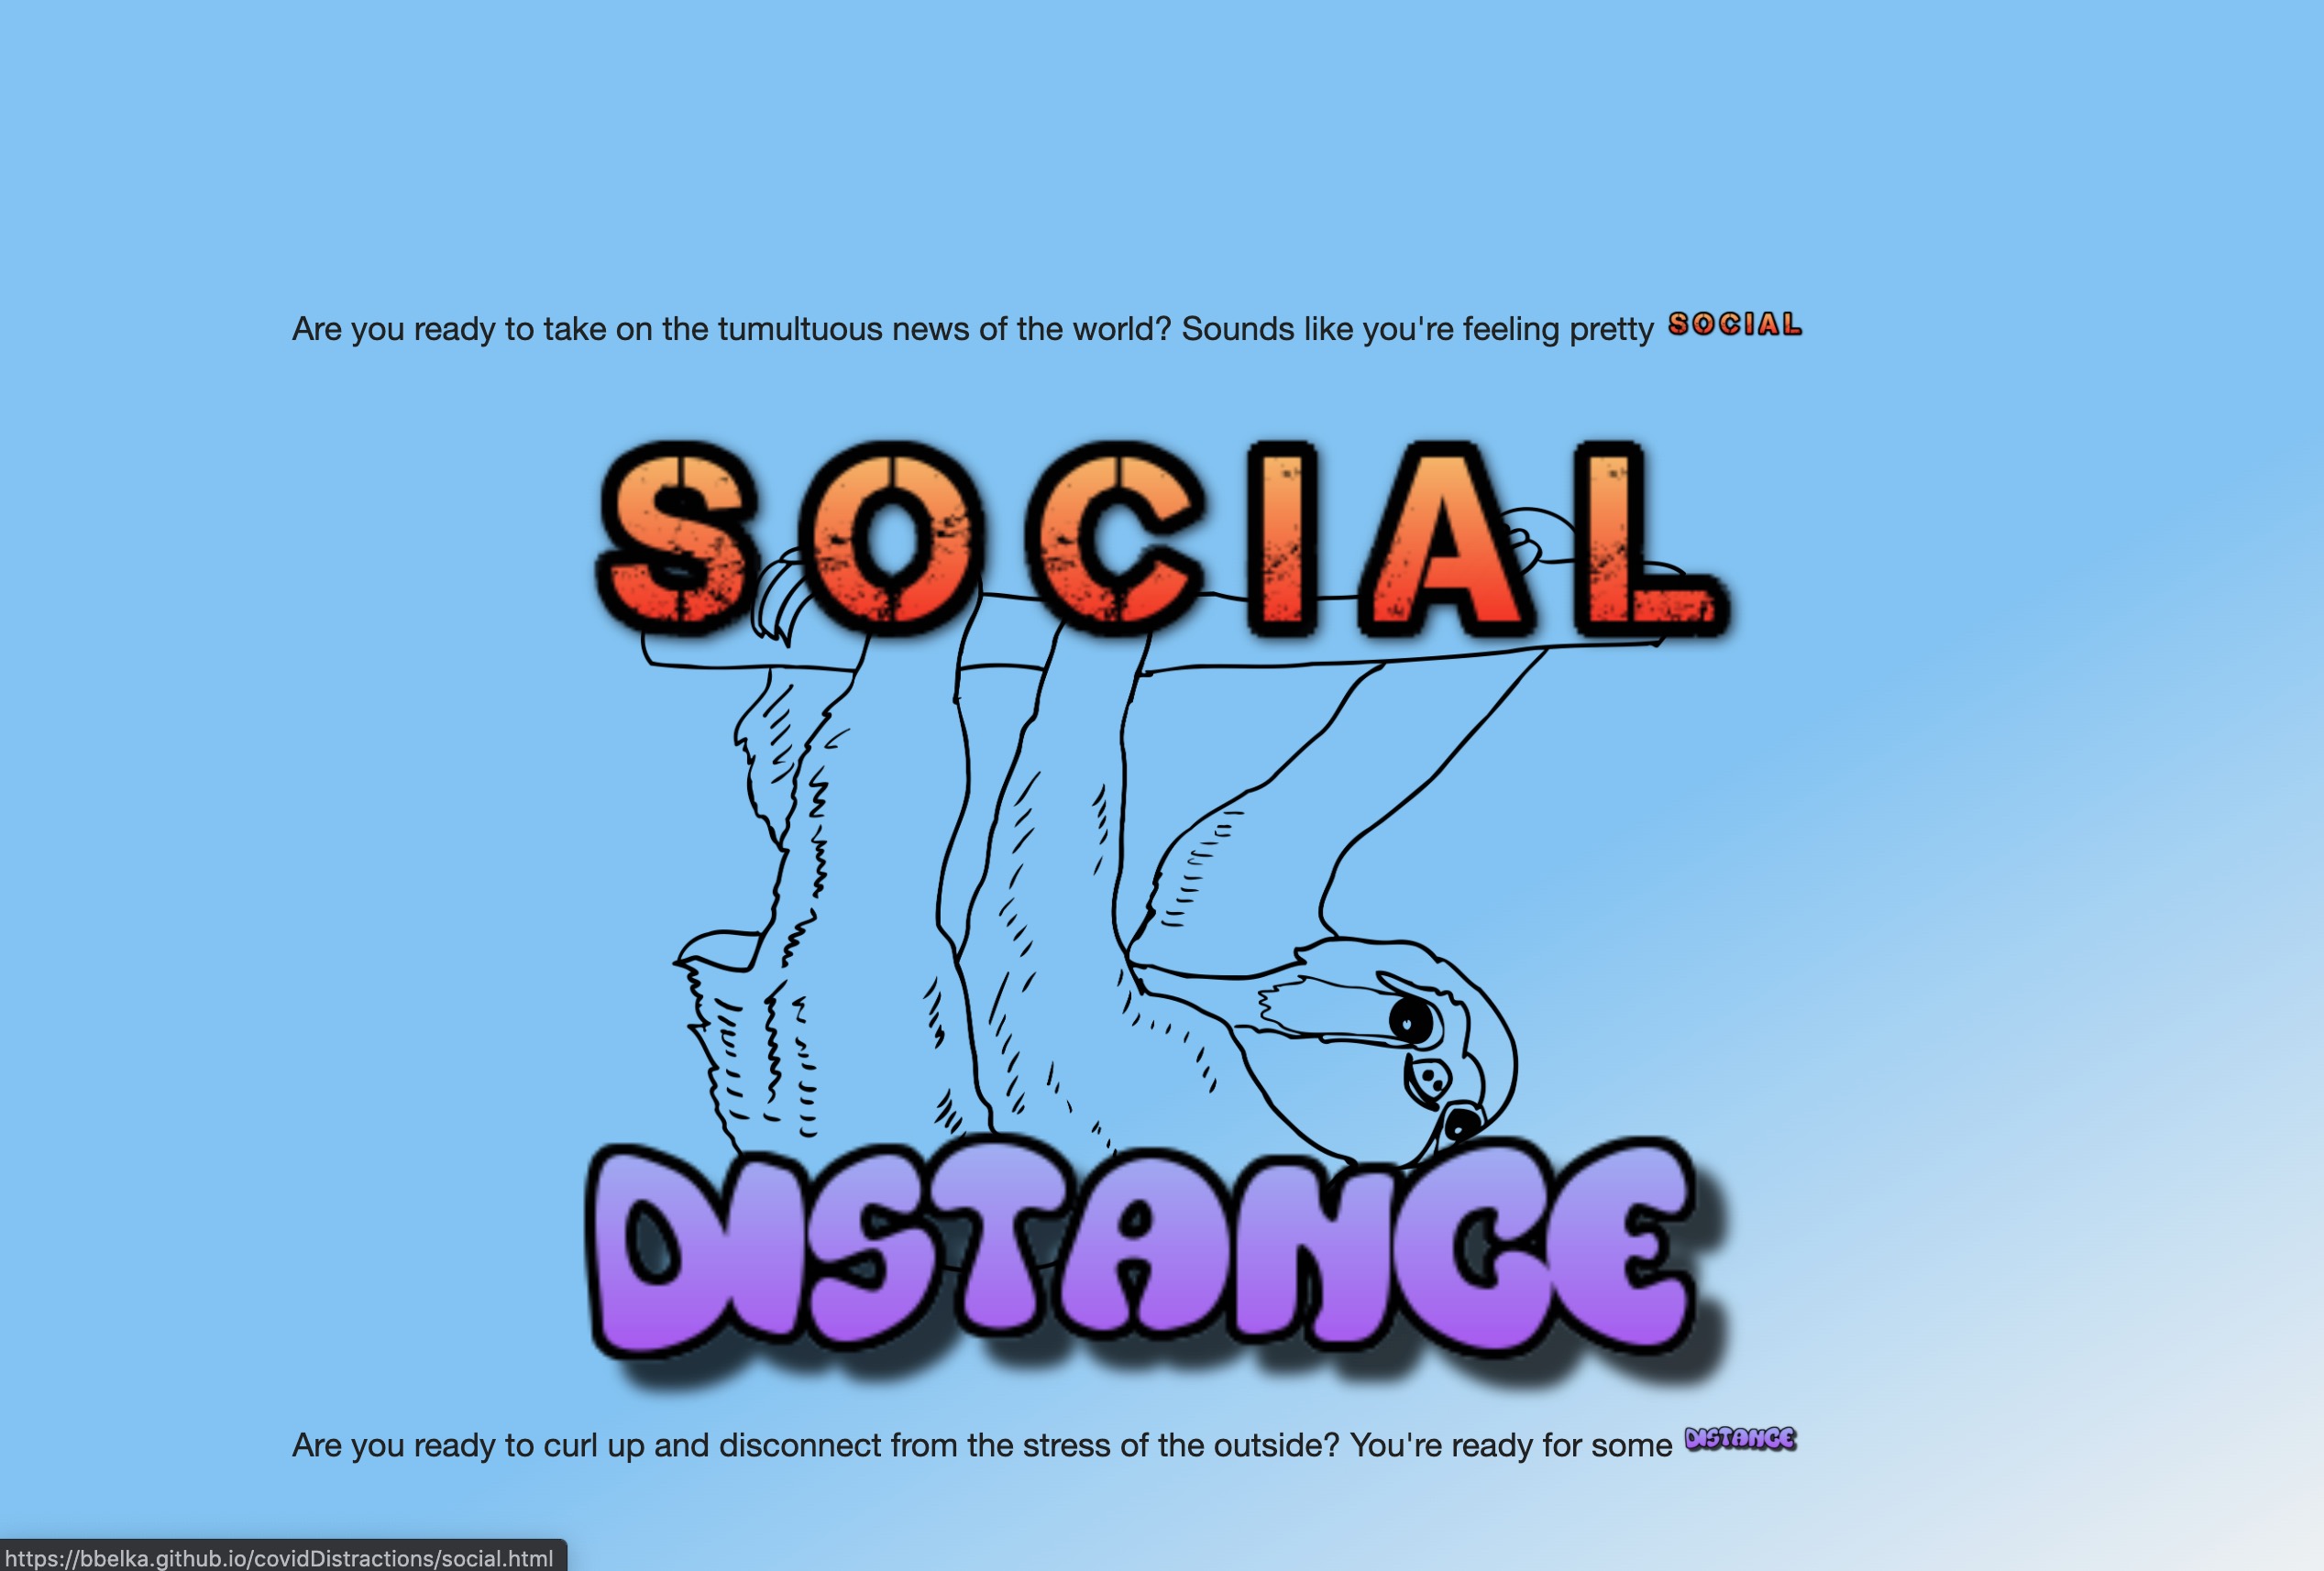 Are you ready to take on the tumultuous news of the world? Sounds like you're feeling pretty SOCIAL
SOCIAL
DISTANCE
Are you ready to curl up and disconnect from the stress of the outside? You're ready for some DISTANCE
https://bbelka.github.io/covidDistractions/social.html